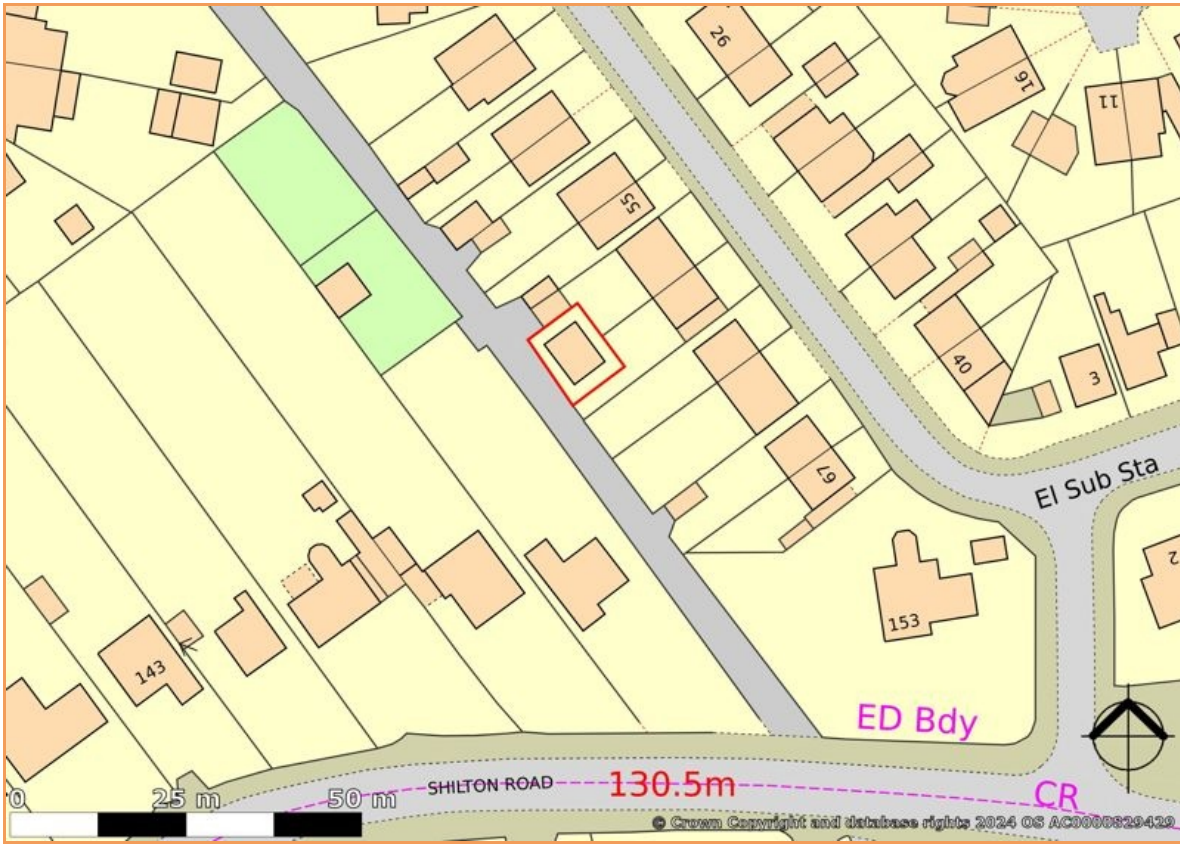 26
16
11
55
40
3
67
El Sub Sta
2
153
143
ED Bdy
SHILTON ROAD
130.5m
CR
0 25 m 50 m
© Crown Copyright and database rights 2024 OS AC0000829429